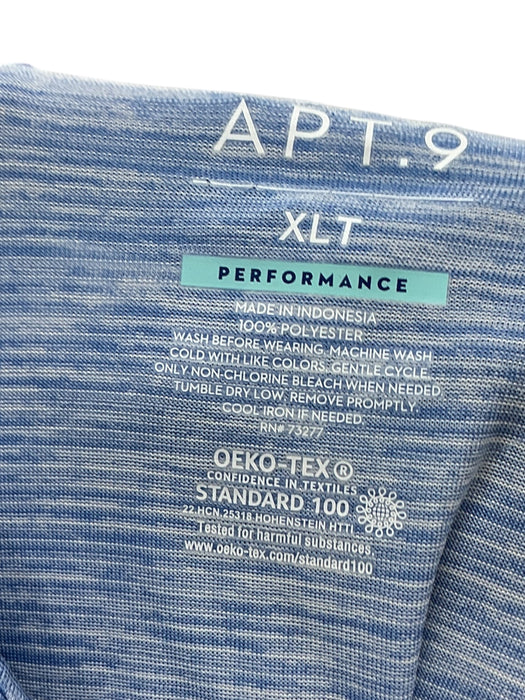 APT.9
XLT
PERFORMANCE
MADE IN INDONESIA
100% POLYESTER
WASH BEFORE WEARING. MACHINE WASH
COLD WITH LIKE COLORS. GENTLE CYCLE.
ONLY NON-CHLORINE BLEACH WHEN NEEDED.
TUMBLE DRY LOW, REMOVE PROMPTLY.
COOL IRON IF NEEDED.
RN# 73277
OEKO-TEX®
CONFIDENCE IN TEXTILES
STANDARD 100
22.HCN.25318 HOHENSTEIN HTTI
Tested for harmful substances.
www.oeko-tex.com/standard100